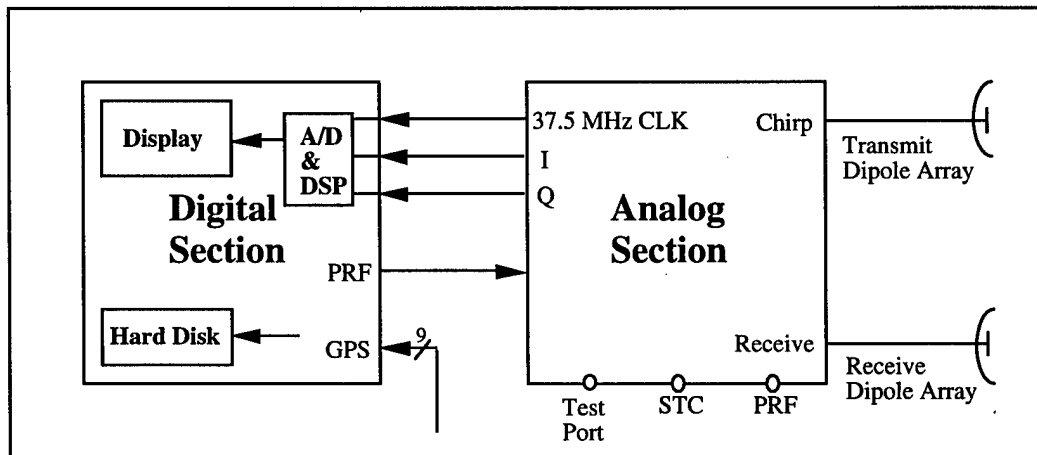 Display
A/D
&
DSP
Digital
Section
PRF
Hard Disk
GPS
9
37.5 MHz CLK
I
Q
Analog
Section
Chirp
Receive
Test
Port
STC
PRF
Transmit
Dipole Array
Receive
Dipole Array